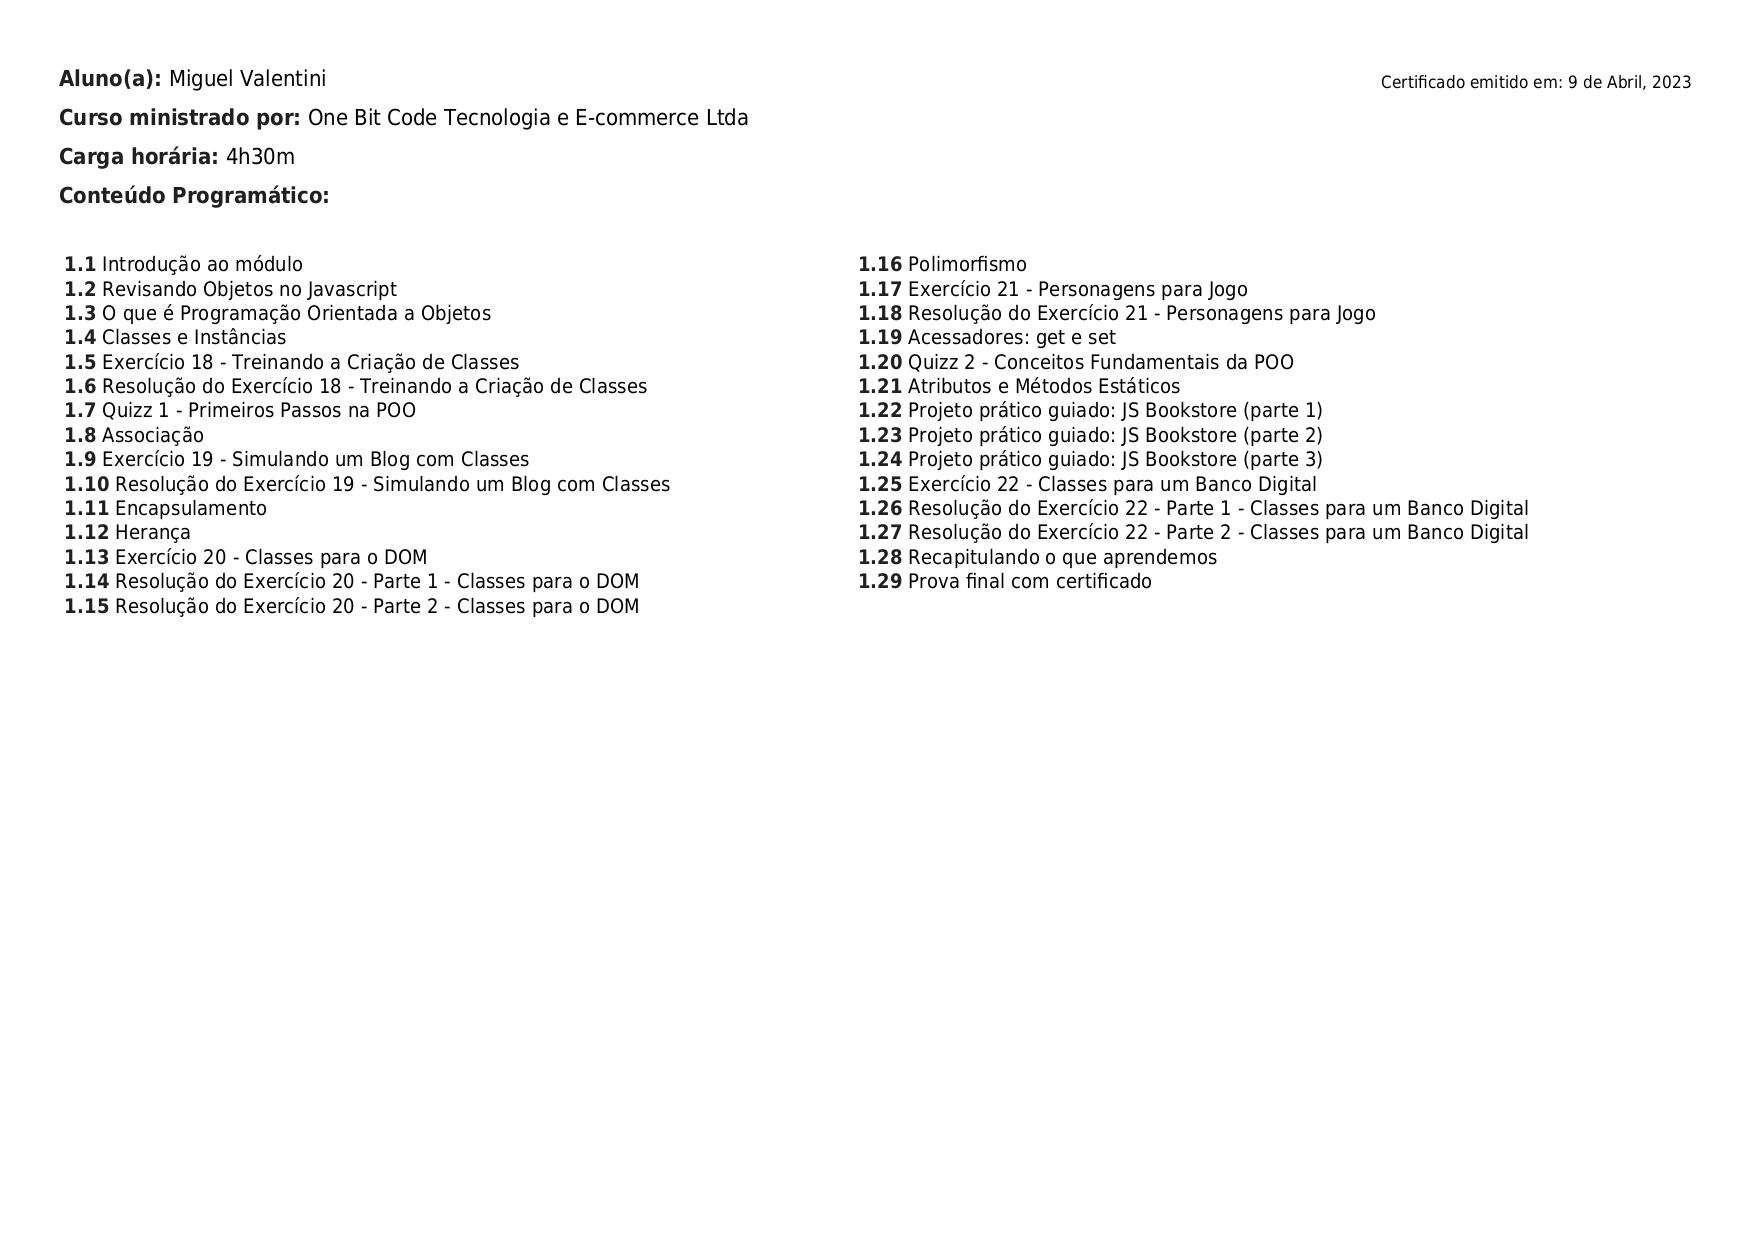 Aluno(a): Miguel Valentini
Certificado emitido em: 9 de Abril, 2023
Curso ministrado por: One Bit Code Tecnologia e E-commerce Ltda
Carga horária: 4h30m
Conteúdo Programático:
1.1 Introdução ao módulo
1.2 Revisando Objetos no Javascript
1.3 O que é Programação Orientada a Objetos
1.4 Classes e Instâncias
1.5 Exercício 18 - Treinando a Criação de Classes
1.6 Resolução do Exercício 18 - Treinando a Criação de Classes
1.7 Quizz 1 - Primeiros Passos na POO
1.8 Associação
1.9 Exercício 19 - Simulando um Blog com Classes
1.10 Resolução do Exercício 19 - Simulando um Blog com Classes
1.11 Encapsulamento
1.12 Herança
1.13 Exercício 20 - Classes para o DOM
1.14 Resolução do Exercício 20 - Parte 1 - Classes para o DOM
1.15 Resolução do Exercício 20 - Parte 2 - Classes para o DOM
1.16 Polimorfismo
1.17 Exercício 21 - Personagens para Jogo
1.18 Resolução do Exercício 21 - Personagens para Jogo
1.19 Acessadores: get e set
1.20 Quizz 2 - Conceitos Fundamentais da POO
1.21 Atributos e Métodos Estáticos
1.22 Projeto prático guiado: JS Bookstore (parte 1)
1.23 Projeto prático guiado: JS Bookstore (parte 2)
1.24 Projeto prático guiado: JS Bookstore (parte 3)
1.25 Exercício 22 - Classes para um Banco Digital
1.26 Resolução do Exercício 22 - Parte 1 - Classes para um Banco Digital
1.27 Resolução do Exercício 22 - Parte 2 - Classes para um Banco Digital
1.28 Recapitulando o que aprendemos
1.29 Prova final com certificado